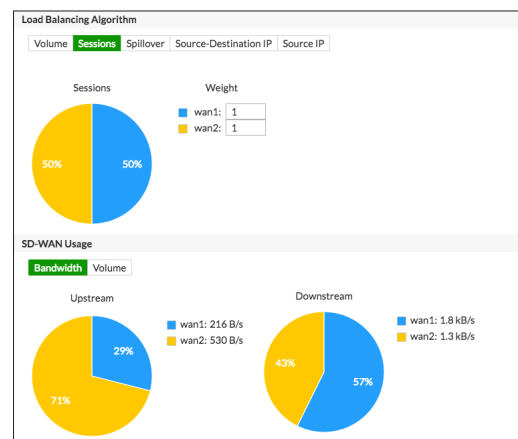 Load Balancing Algorithm
Volume Sessions Spillover Source-Destination IP Source IP
Sessions Weight
wan1: 1
wan2: 1
50% 50%
SD-WAN Usage
Bandwidth Volume
Upstream Downstream
wan1: 216 B/s wan1: 1.8 kB/s
wan2: 530 B/s wan2: 1.3 kB/s
29% 43%
71% 57%